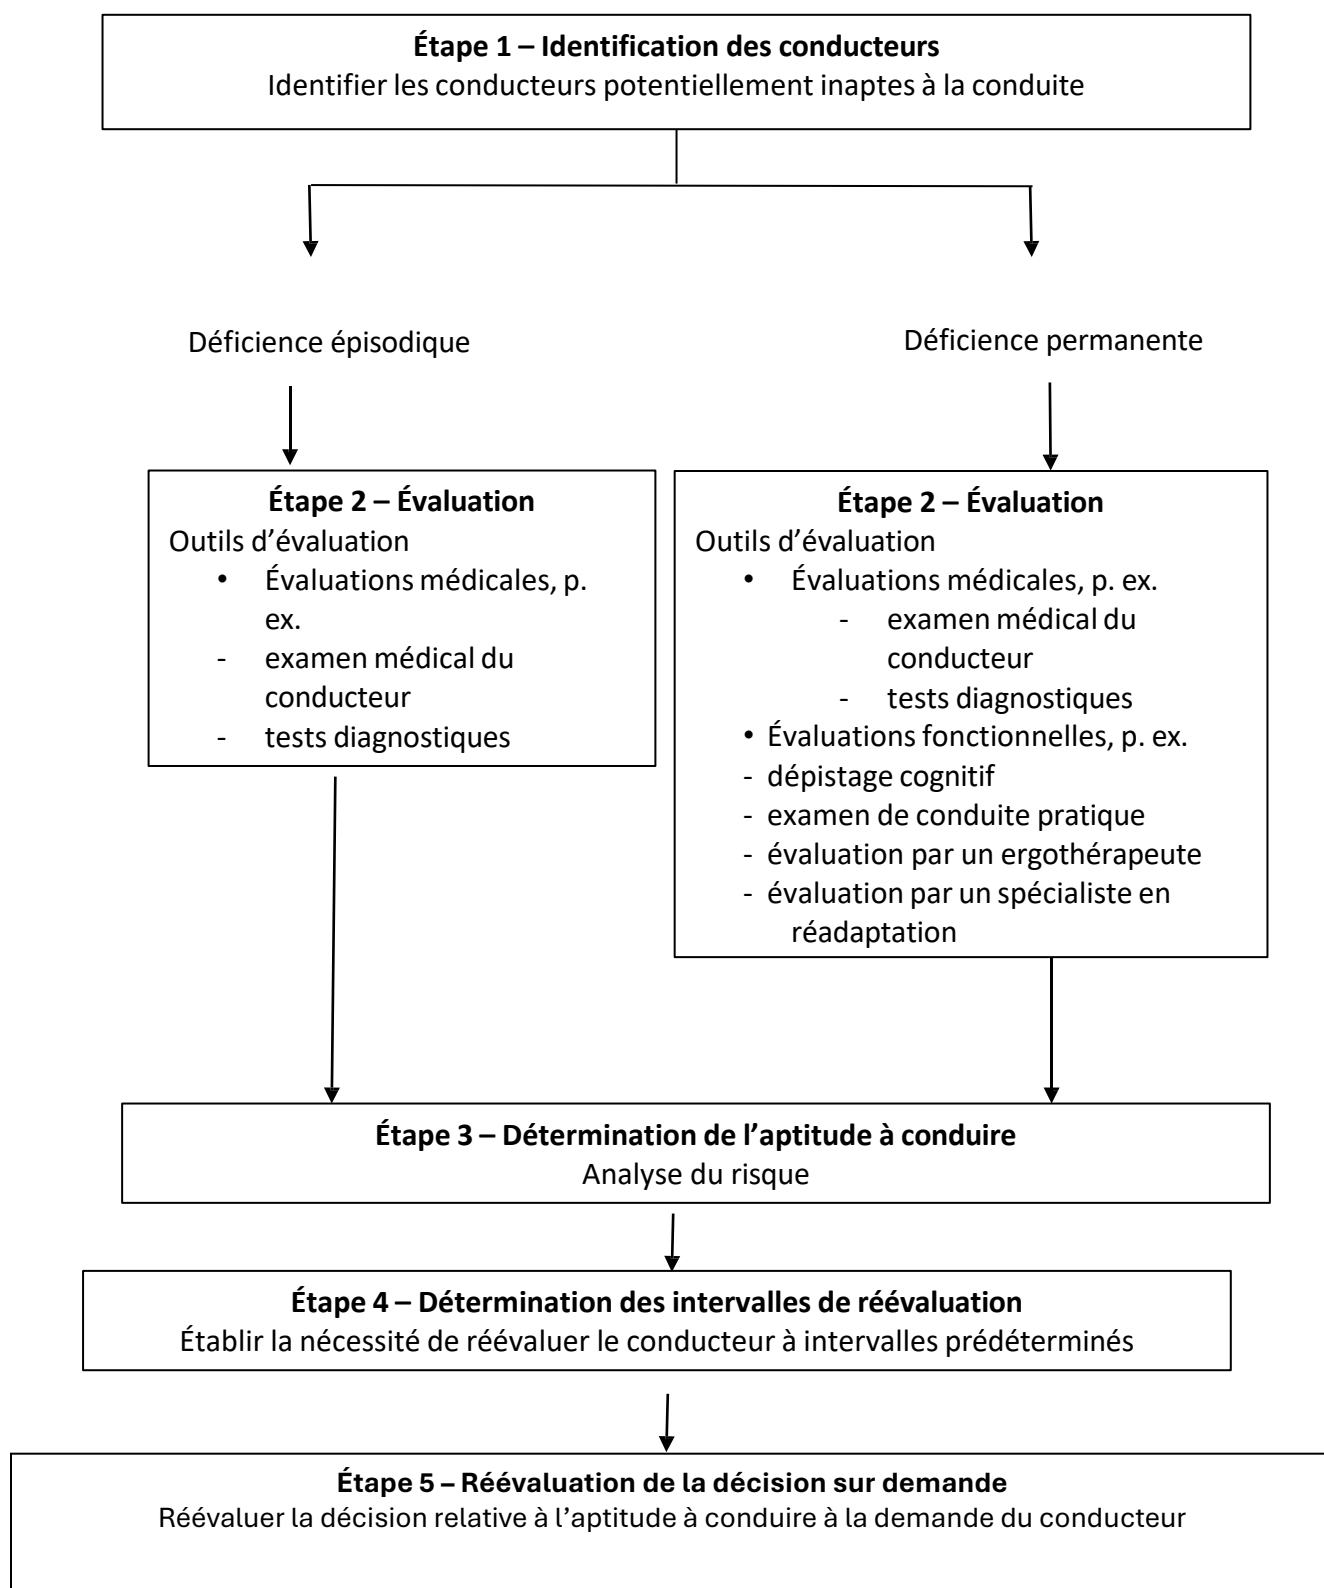 Étape 1 – Identification des conducteurs
Identifier les conducteurs potentiellement inaptes à la conduite
Déficience épisodique
Déficience permanente
Étape 2 – Évaluation
Outils d’évaluation
• Évaluations médicales, p.
ex.
- examen médical du
conducteur
- tests diagnostiques
Étape 2 – Évaluation
Outils d’évaluation
• Évaluations médicales, p. ex.
- examen médical du
conducteur
- tests diagnostiques
• Évaluations fonctionnelles, p. ex.
- dépistage cognitif
- examen de conduite pratique
- évaluation par un ergothérapeute
- évaluation par un spécialiste en
réadaptation
Étape 3 – Détermination de l’aptitude à conduire
Analyse du risque
Étape 4 – Détermination des intervalles de réévaluation
Établir la nécessité de réévaluer le conducteur à intervalles prédéterminés
Étape 5 – Réévaluation de la décision sur demande
Réévaluer la décision relative à l’aptitude à conduire à la demande du conducteur